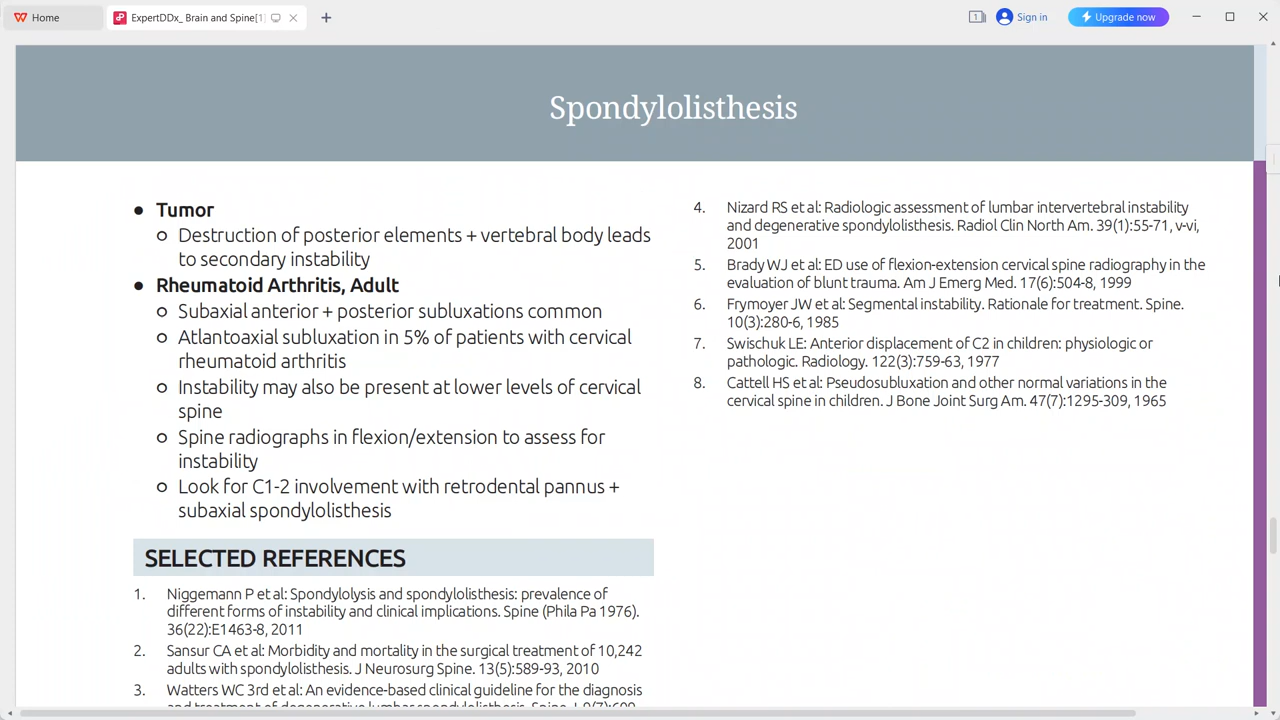 Home
ExpertDDx_ Brain and Spine[1]
1
Sign in
Upgrade now
Spondylolisthesis
● Tumor
o Destruction of posterior elements + vertebral body leads
to secondary instability
● Rheumatoid Arthritis, Adult
o Subaxial anterior + posterior subluxations common
o Atlantoaxial subluxation in 5% of patients with cervical
rheumatoid arthritis
o Instability may also be present at lower levels of cervical
spine
o Spine radiographs in flexion/extension to assess for
instability
o Look for C1-2 involvement with retrodental pannus +
subaxial spondylolisthesis
SELECTED REFERENCES
1. Niggemann P et al: Spondylolysis and spondylolisthesis: prevalence of
different forms of instability and clinical implications. Spine (Phila Pa 1976).
36(22):E1463-8, 2011
2. Sansur CA et al: Morbidity and mortality in the surgical treatment of 10,242
adults with spondylolisthesis. J Neurosurg Spine. 13(5):589-93, 2010
3. Watters WC 3rd et al: An evidence-based clinical guideline for the diagnosis
and treatment of degenerative lumbar spondylolisthesis. Spine J. 9(7):609-
4. Nizard RS et al: Radiologic assessment of lumbar intervertebral instability
and degenerative spondylolisthesis. Radiol Clin North Am. 39(1):55-71, v-vi,
2001
5. Brady WJ et al: ED use of flexion-extension cervical spine radiography in the
evaluation of blunt trauma. Am J Emerg Med. 17(6):504-8, 1999
6. Frymoyer JW et al: Segmental instability. Rationale for treatment. Spine.
10(3):280-6, 1985
7. Swischuk LE: Anterior displacement of C2 in children: physiologic or
pathologic. Radiology. 122(3):759-63, 1977
8. Cattell HS et al: Pseudosubluxation and other normal variations in the
cervical spine in children. J Bone Joint Surg Am. 47(7):1295-309, 1965